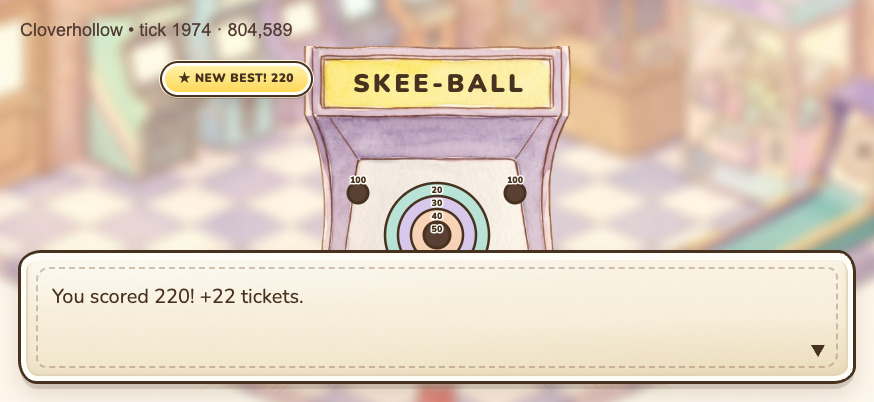 Cloverhollow • tick 1974 · 804,589
★ NEW BEST! 220
SKEE-BALL
100
100
20
30
40
50
You scored 220! +22 tickets.